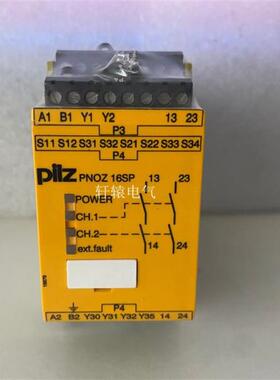 A1 B1 Y1 Y2 13 23
P3
S11 S12 S31 S32 S21 S22 S33 S34
P4
pilz PNOZ 16SP
13 23
轩辕电气
POWER
CH.1
CH.2
ext.fault
14 24
P4
A2 B2 Y30 Y31 Y32 Y35 14 24